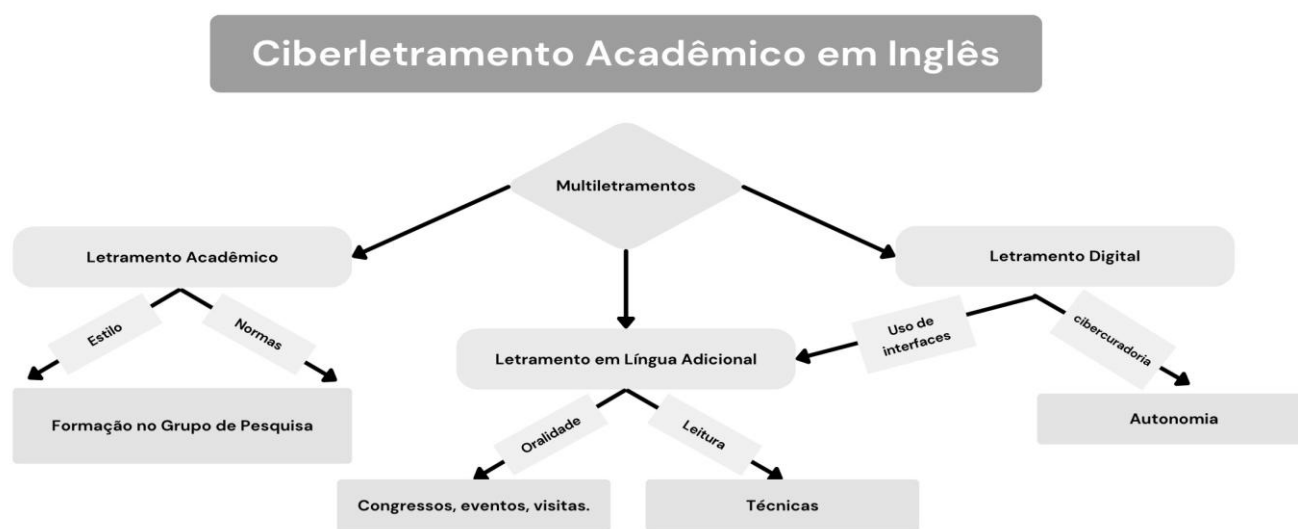 Ciberletramento Acadêmico em Inglês
Multiletramentos
Letramento Acadêmico
Letramento Digital
Estilo
Normas
Uso de
interfaces
cibercuradoria
Letramento em Língua Adicional
Formação no Grupo de Pesquisa
Autonomia
Oralidade
Leitura
Congressos, eventos, visitas.
Técnicas